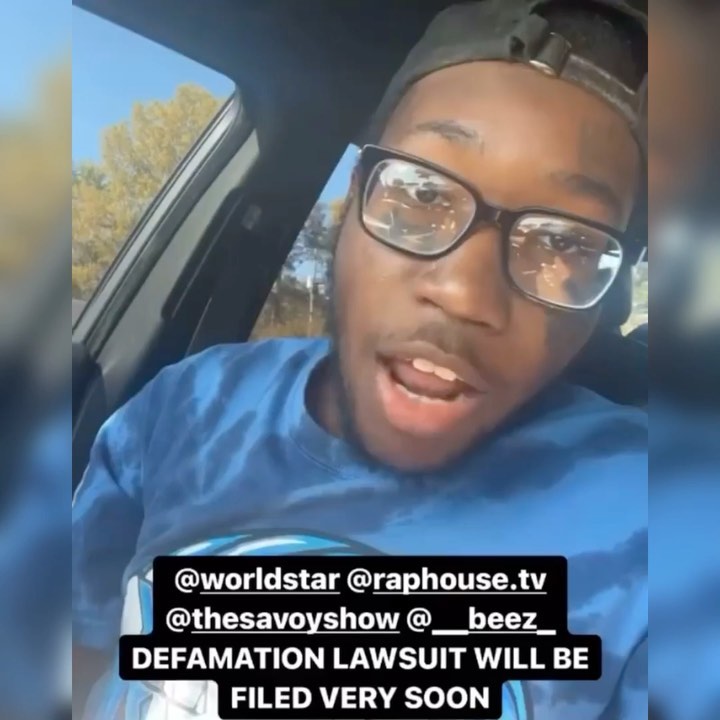 @worldstar @raphouse.tv
@thesavoyshow @__beez_
DEFAMATION LAWSUIT WILL BE
FILED VERY SOON